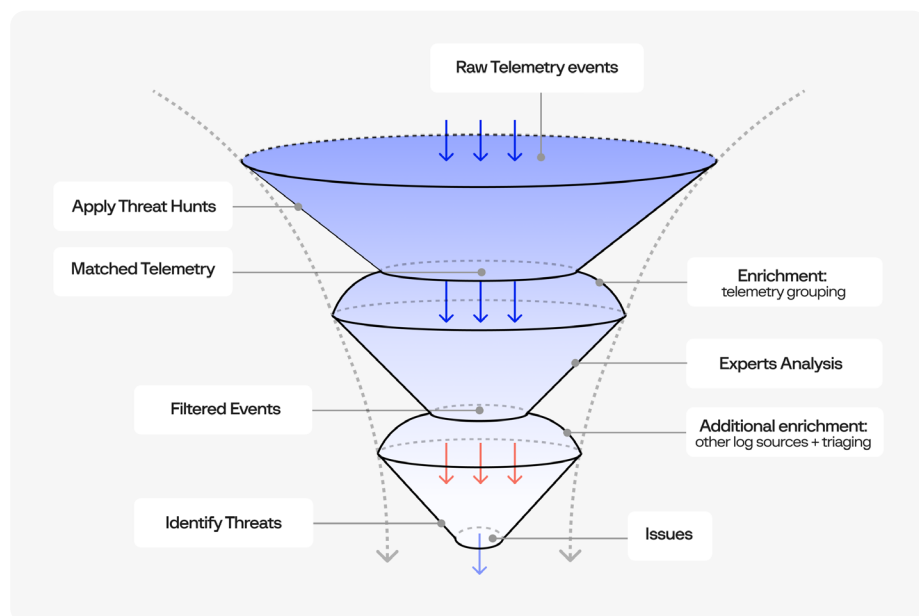 Raw Telemetry events
Apply Threat Hunts
Matched Telemetry
Enrichment:
telemetry grouping
Experts Analysis
Filtered Events
Additional enrichment:
other log sources + triaging
Identify Threats
Issues